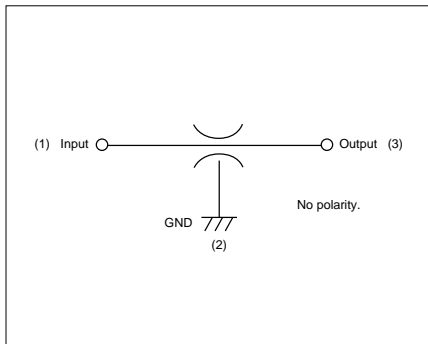 (1) Input Output (3)
No polarity.
GND
(2)